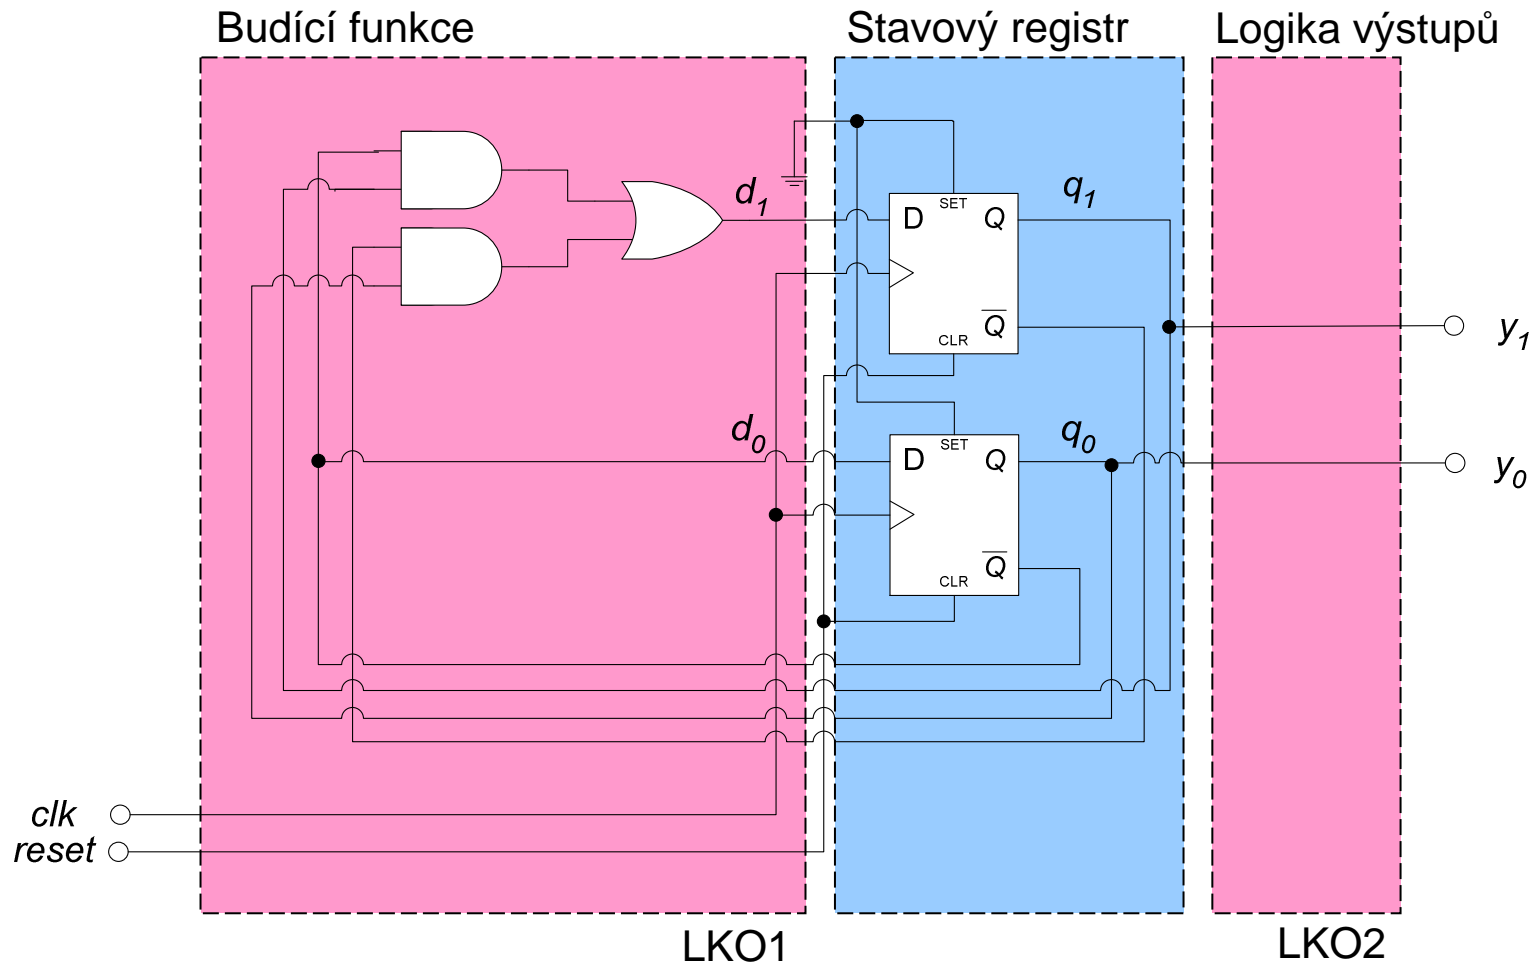 Budící funkce
Stavový registr
Logika výstupů
d1
SET
D
Q
q1
Q
CLR
y1
d0
SET
D
Q
q0
y0
Q
CLR
clk
reset
LKO1
LKO2